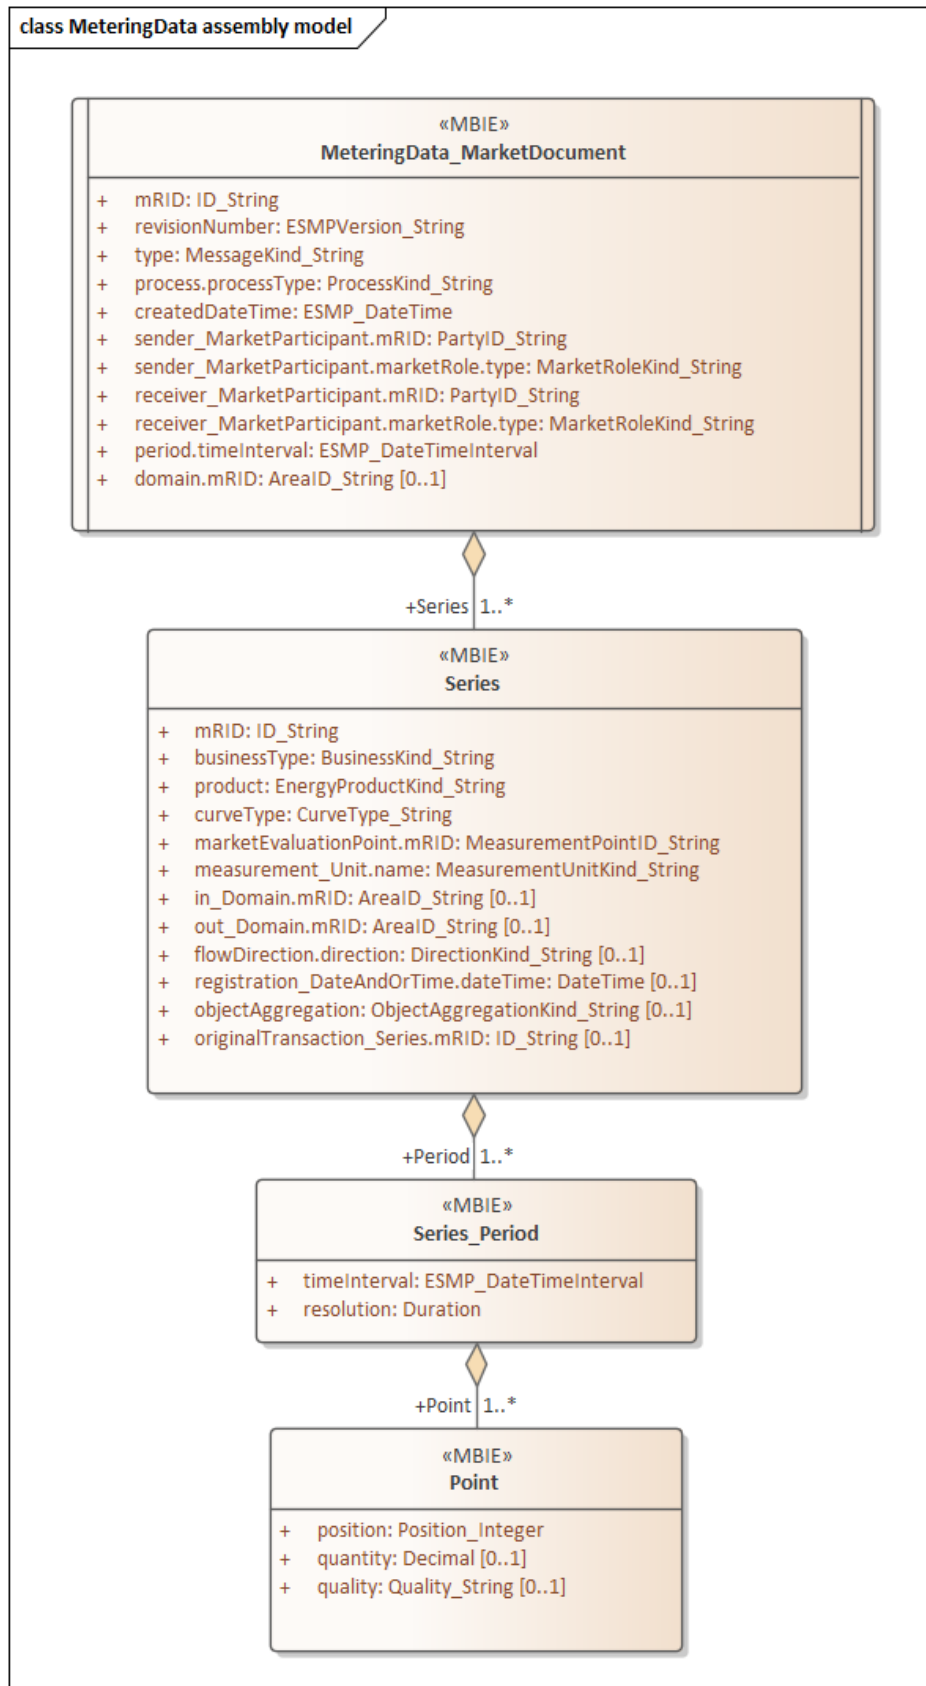 class MeteringData assembly model
«MBIE»
MeteringData_MarketDocument
+ mRID: ID_String
+ revisionNumber: ESMPVersion_String
+ type: MessageKind_String
+ process.processType: ProcessKind_String
+ createdDateTime: ESMP_DateTime
+ sender_MarketParticipant.mRID: PartyID_String
+ sender_MarketParticipant.marketRole.type: MarketRoleKind_String
+ receiver_MarketParticipant.mRID: PartyID_String
+ receiver_MarketParticipant.marketRole.type: MarketRoleKind_String
+ period.timeInterval: ESMP_DateTimeInterval
+ domain.mRID: AreaID_String [0..1]
+Series 1..*
«MBIE»
Series
+ mRID: ID_String
+ businessType: BusinessKind_String
+ product: EnergyProductKind_String
+ curveType: CurveType_String
+ marketEvaluationPoint.mRID: MeasurementPointID_String
+ measurement_Unit.name: MeasurementUnitKind_String
+ in_Domain.mRID: AreaID_String [0..1]
+ out_Domain.mRID: AreaID_String [0..1]
+ flowDirection.direction: DirectionKind_String [0..1]
+ registration_DateAndOrTime.dateTime: DateTime [0..1]
+ objectAggregation: ObjectAggregationKind_String [0..1]
+ originalTransaction_Series.mRID: ID_String [0..1]
+Period 1..*
«MBIE»
Series_Period
+ timeInterval: ESMP_DateTimeInterval
+ resolution: Duration
+Point 1..*
«MBIE»
Point
+ position: Position_Integer
+ quantity: Decimal [0..1]
+ quality: Quality_String [0..1]